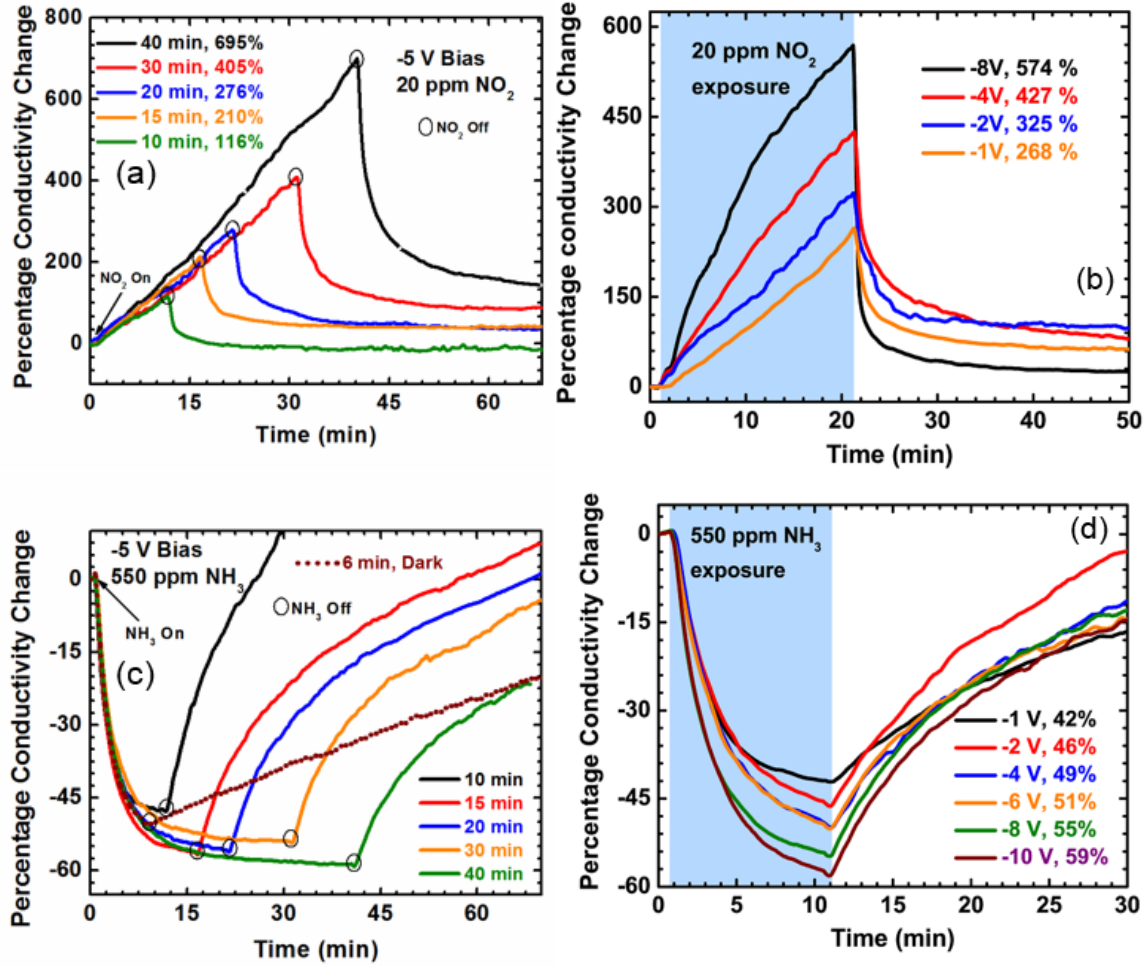 (a)
Percentage Conductivity Change
800
600
400
200
0
40 min, 695%
30 min, 405%
20 min, 276%
15 min, 210%
10 min, 116%
-5 V Bias
20 ppm NO₂
NO₂ Off
NO₂ On
0 15 30 45 60
Time (min)
(b)
Percentage conductivity Change
600
450
300
150
0
20 ppm NO₂
exposure
-8V, 574 %
-4V, 427 %
-2V, 325 %
-1V, 268 %
0 10 20 30 40 50
Time (min)
(c)
Percentage Conductivity Change
0
-15
-30
-45
-60
-5 V Bias
550 ppm NH₃
6 min, Dark
NH₃ Off
NH₃ On
10 min
15 min
20 min
30 min
40 min
0 15 30 45 60
Time (min)
(d)
Percentage Conductivity Change
0
-15
-30
-45
-60
550 ppm NH₃
exposure
-1 V, 42%
-2 V, 46%
-4 V, 49%
-6 V, 51%
-8 V, 55%
-10 V, 59%
0 5 10 15 20 25 30
Time (min)